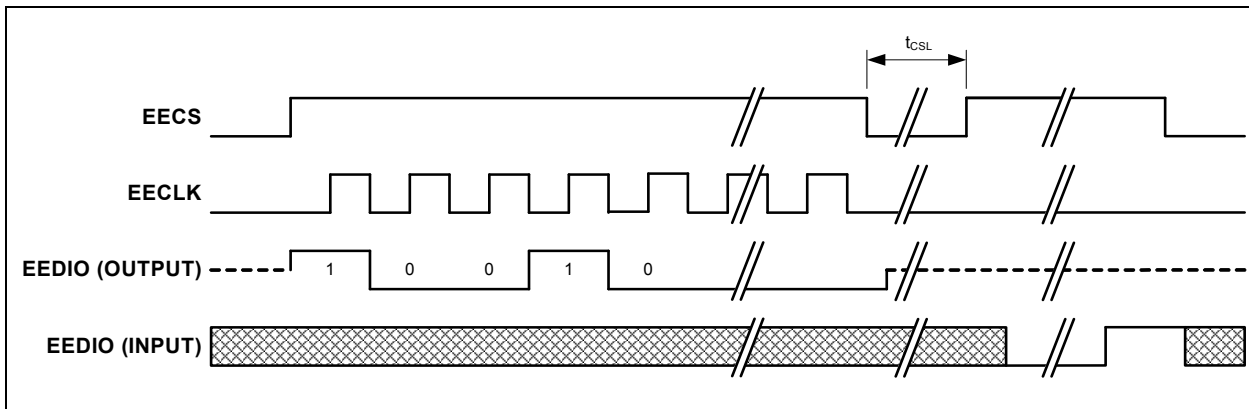 tCSL
EECS
EECLK
EEDIO (OUTPUT)
1 0 0 1 0
EEDIO (INPUT)